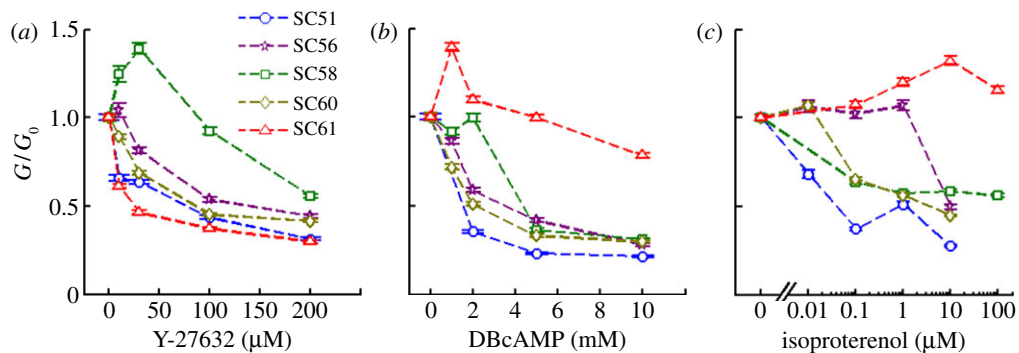 (a)
SC51
SC56
SC58
SC60
SC61
G/G0
1.5
1.0
0.5
0
0 50 100 150 200
Y-27632 (μM)
(b)
0 2 4 6 8 10
DBcAMP (mM)
(c)
0 0.01 0.1 1 10 100
isoproterenol (μM)